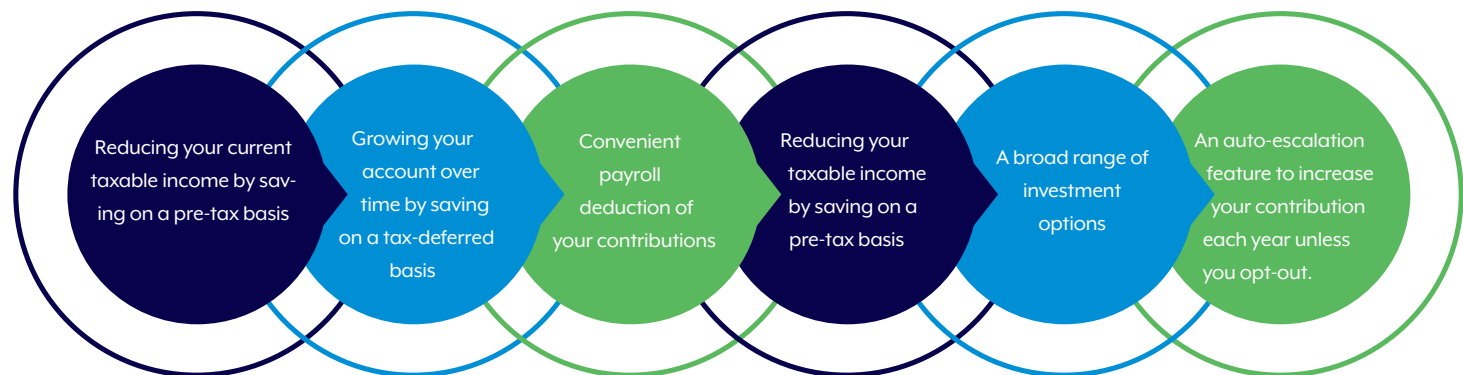 Reducing your current
taxable income by sav-
ing on a pre-tax basis
Growing your
account over
time by saving
on a tax-deferred
basis
Convenient
payroll
deduction of
your contributions
Reducing your
taxable income
by saving on a
pre-tax basis
A broad range of
investment
options
An auto-escalation
feature to increase
your contribution
each year unless
you opt-out.